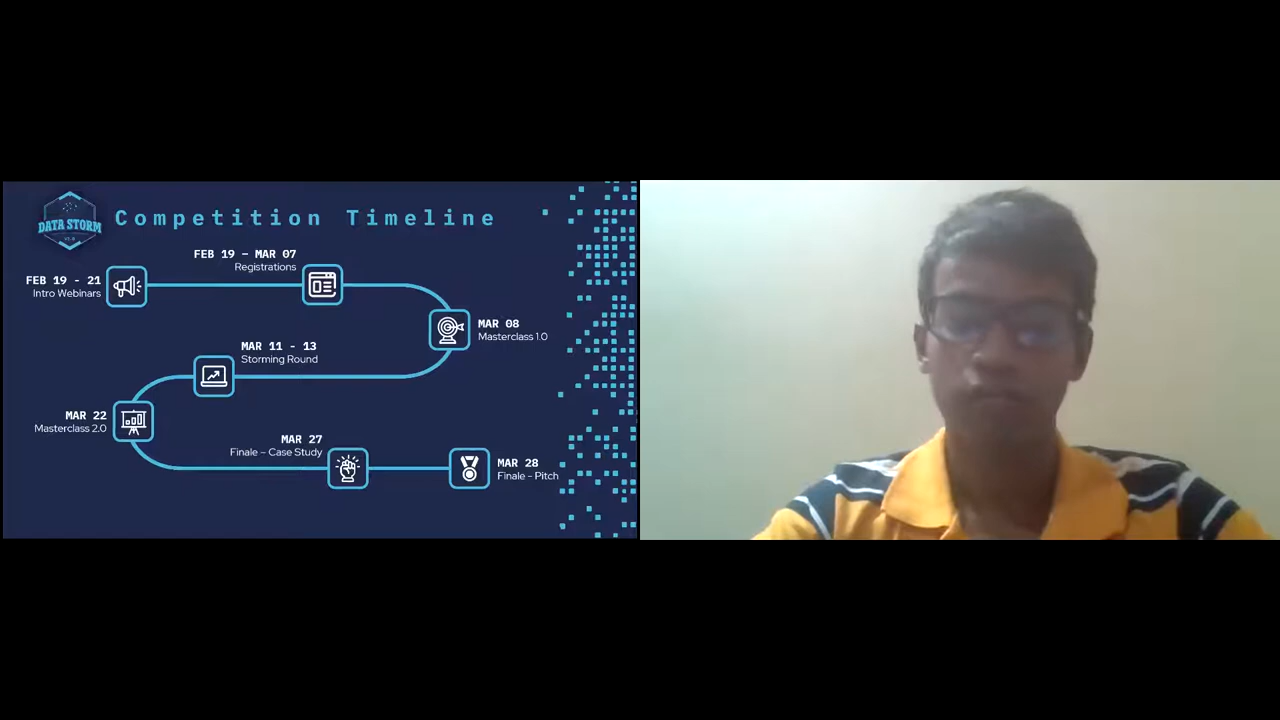 DATA STORM
Competition Timeline
FEB 19 - 21
Intro Webinars
FEB 19 – MAR 07
Registrations
MAR 08
Masterclass 1.0
MAR 11 - 13
Storming Round
MAR 22
Masterclass 2.0
MAR 27
Finale – Case Study
MAR 28
Finale - Pitch